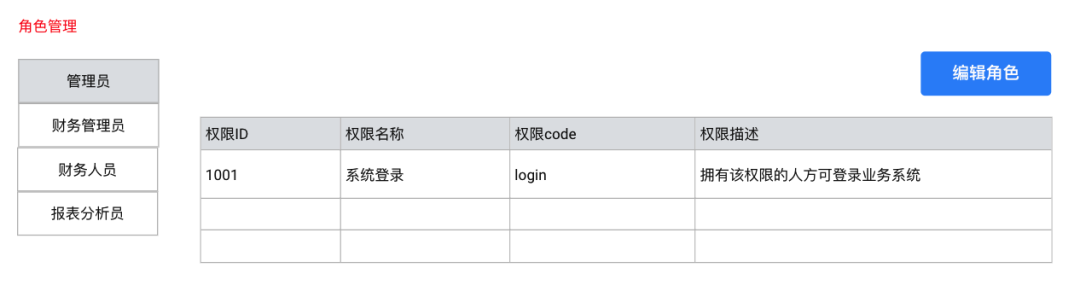 角色管理
管理员
财务管理员
财务人员
报表分析员
编辑角色
权限ID 权限名称 权限code 权限描述
1001 系统登录 login 拥有该权限的人方可登录业务系统